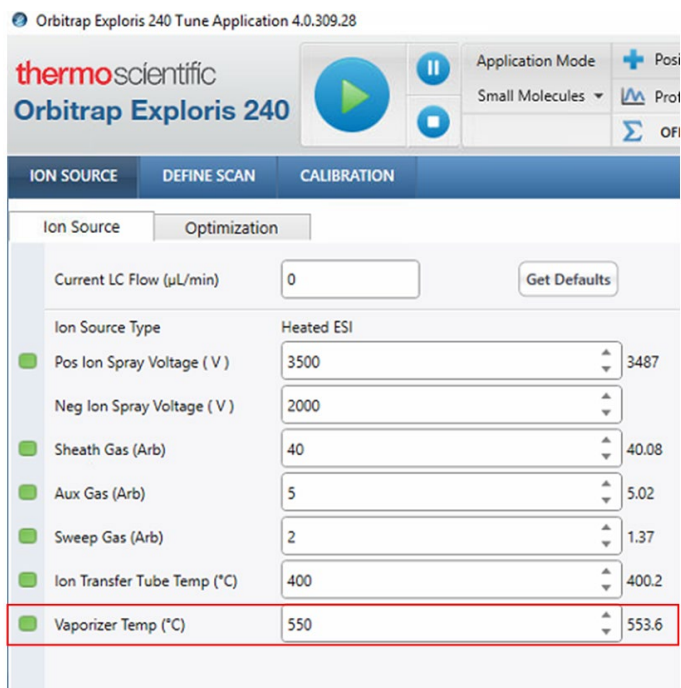 Orbitrap Exploris 240 Tune Application 4.0.309.28
thermoscientific
Orbitrap Exploris 240
Application Mode
Small Molecules
Posi
Prof
OFF
ION SOURCE DEFINE SCAN CALIBRATION
Ion Source Optimization
Current LC Flow (µL/min) 0 Get Defaults
Ion Source Type Heated ESI
Pos Ion Spray Voltage ( V ) 3500 3487
Neg Ion Spray Voltage ( V ) 2000
Sheath Gas (Arb) 40 40.08
Aux Gas (Arb) 5 5.02
Sweep Gas (Arb) 2 1.37
Ion Transfer Tube Temp (°C) 400 400.2
Vaporizer Temp (°C) 550 553.6